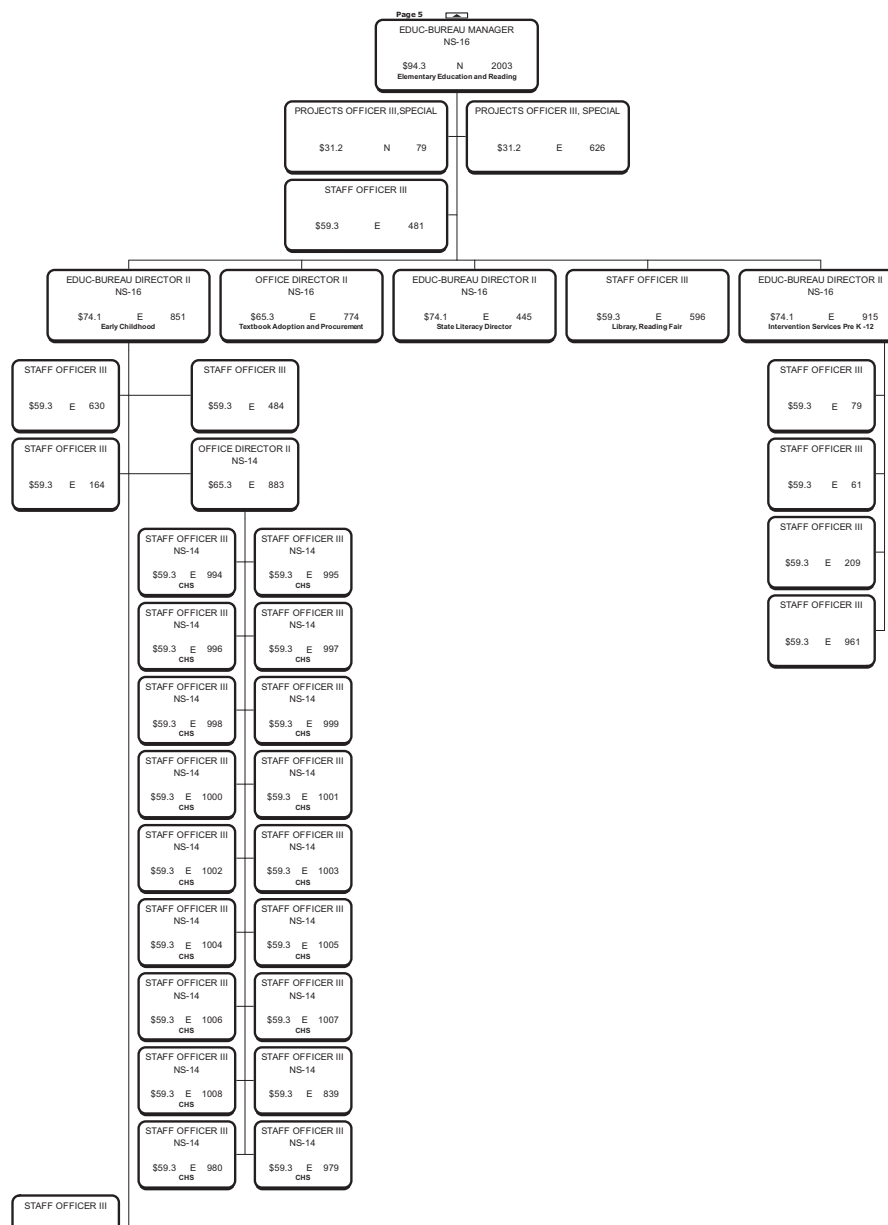 Page 5
EDUC-BUREAU MANAGER
NS-16
$94.3 N 2003
Elementary Education and Reading
PROJECTS OFFICER III,SPECIAL
$31.2 N 79
PROJECTS OFFICER III, SPECIAL
$31.2 E 626
STAFF OFFICER III
$59.3 E 481
EDUC-BUREAU DIRECTOR II
NS-16
$74.1 E 851
Early Childhood
OFFICE DIRECTOR II
NS-16
$65.3 E 774
Textbook Adoption and Procurement
EDUC-BUREAU DIRECTOR II
NS-16
$74.1 E 445
State Literacy Director
STAFF OFFICER III
$59.3 E 596
Library, Reading Fair
EDUC-BUREAU DIRECTOR II
NS-16
$74.1 E 915
Intervention Services Pre K -12
STAFF OFFICER III
$59.3 E 630
STAFF OFFICER III
$59.3 E 484
STAFF OFFICER III
$59.3 E 79
STAFF OFFICER III
$59.3 E 164
OFFICE DIRECTOR II
NS-14
$65.3 E 883
STAFF OFFICER III
$59.3 E 61
STAFF OFFICER III
$59.3 E 209
STAFF OFFICER III
$59.3 E 961
STAFF OFFICER III
NS-14
$59.3 E 994
CHS
STAFF OFFICER III
NS-14
$59.3 E 995
CHS
STAFF OFFICER III
NS-14
$59.3 E 996
CHS
STAFF OFFICER III
NS-14
$59.3 E 997
CHS
STAFF OFFICER III
NS-14
$59.3 E 998
CHS
STAFF OFFICER III
NS-14
$59.3 E 999
CHS
STAFF OFFICER III
NS-14
$59.3 E 1000
CHS
STAFF OFFICER III
NS-14
$59.3 E 1001
CHS
STAFF OFFICER III
NS-14
$59.3 E 1002
CHS
STAFF OFFICER III
NS-14
$59.3 E 1003
CHS
STAFF OFFICER III
NS-14
$59.3 E 1004
CHS
STAFF OFFICER III
NS-14
$59.3 E 1005
CHS
STAFF OFFICER III
NS-14
$59.3 E 1006
CHS
STAFF OFFICER III
NS-14
$59.3 E 1007
CHS
STAFF OFFICER III
NS-14
$59.3 E 1008
CHS
STAFF OFFICER III
NS-14
$59.3 E 839
STAFF OFFICER III
NS-14
$59.3 E 980
CHS
STAFF OFFICER III
NS-14
$59.3 E 979
CHS
STAFF OFFICER III